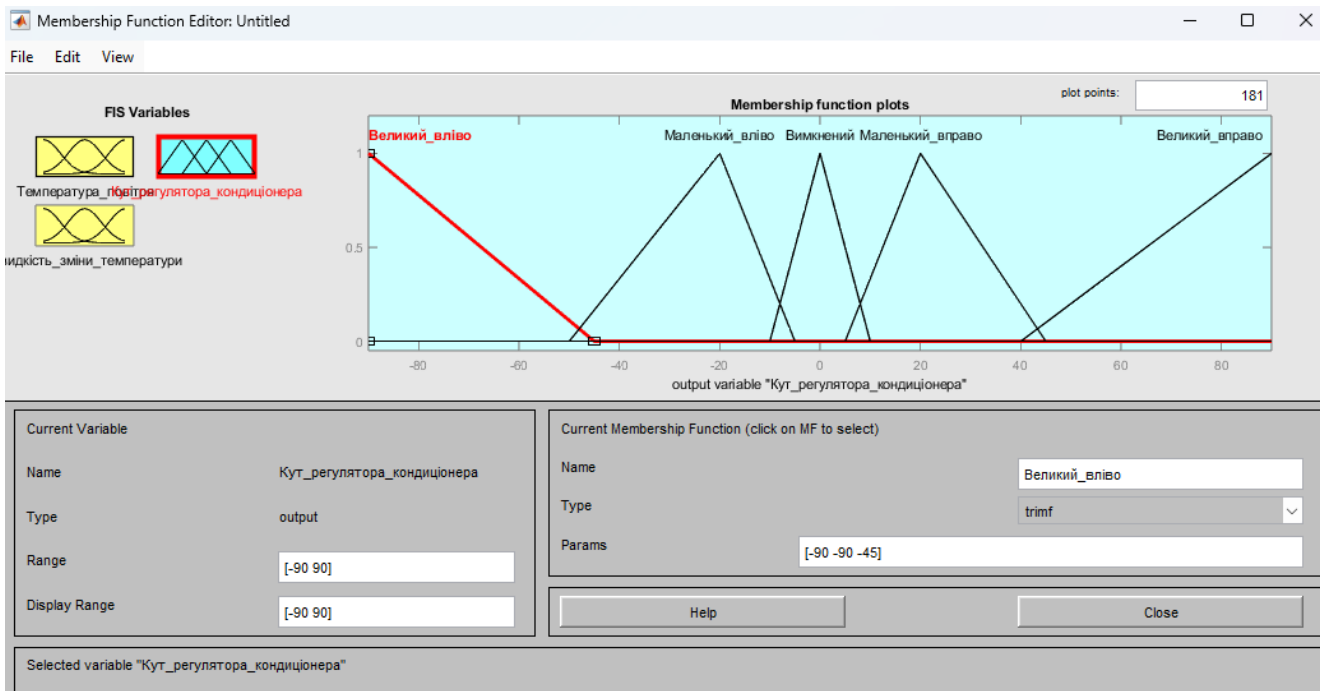 Membership Function Editor: Untitled
File Edit View
FIS Variables
Membership function plots
plot points: 181
Великий_вліво Маленький_вліво Вимкнений Маленький_вправо Великий_вправо
1
0.5
0
-80 -60 -40 -20 0 20 40 60 80
output variable "Кут_регулятора_кондиціонера"
Температура_повітря
Кут_регулятора_кондиціонера
видкість_зміни_температури
Current Variable
Name Кут_регулятора_кондиціонера
Type output
Range [-90 90]
Display Range [-90 90]
Current Membership Function (click on MF to select)
Name Великий_вліво
Type trimf
Params [-90 -90 -45]
Help Close
Selected variable "Кут_регулятора_кондиціонера"